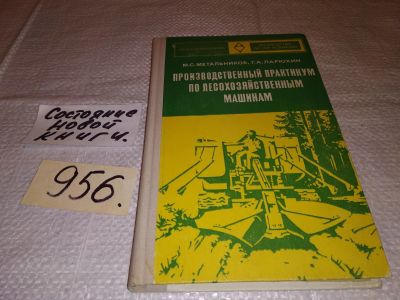 Состояние
новой
книги.
956.
М.С. МЕТАЛЬНИКОВ, Г.А. ЛАРЮХИН
ПРОИЗВОДСТВЕННЫЙ ПРАКТИКУМ
ПО ЛЕСОХОЗЯЙСТВЕННЫМ
МАШИНАМ